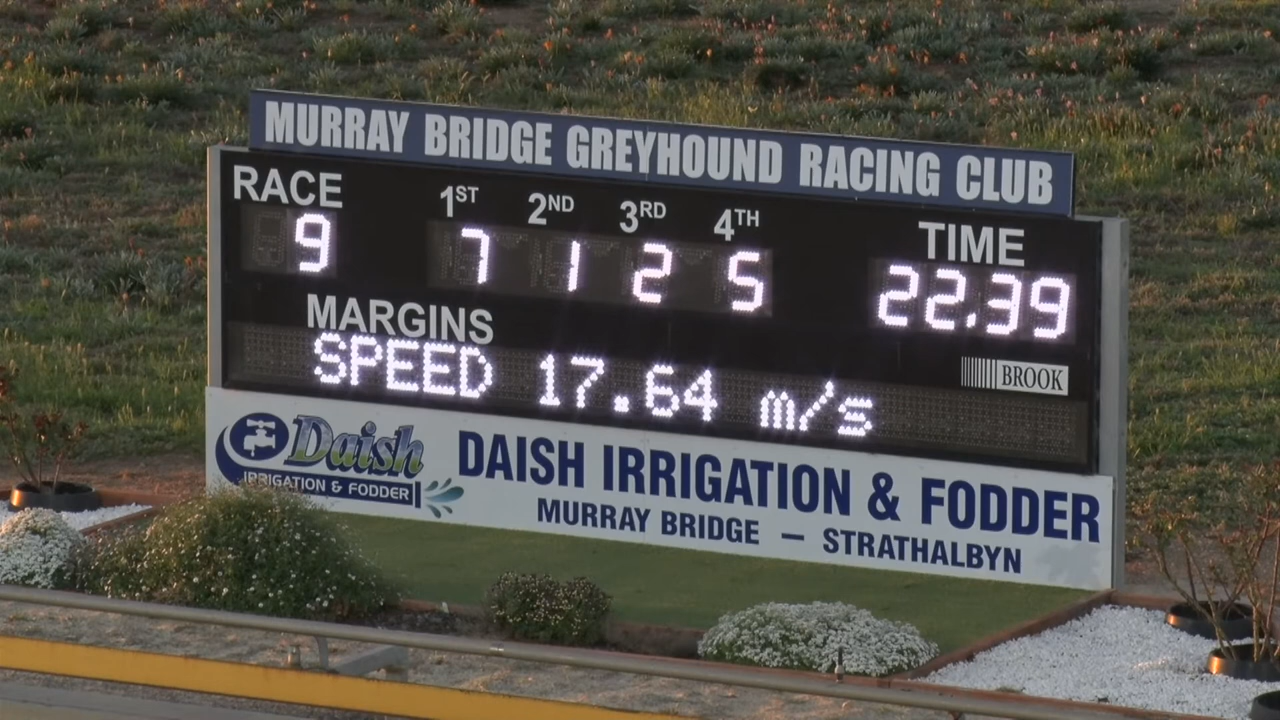 MURRAY BRIDGE GREYHOUND RACING CLUB
RACE 1ST 2ND 3RD 4TH TIME
9 7 1 2 5 22.39
MARGINS
BROOK
SPEED 17.64 m/s
Daish
IRRIGATION & FODDER
DAISH IRRIGATION & FODDER
MURRAY BRIDGE — STRATHALBYN